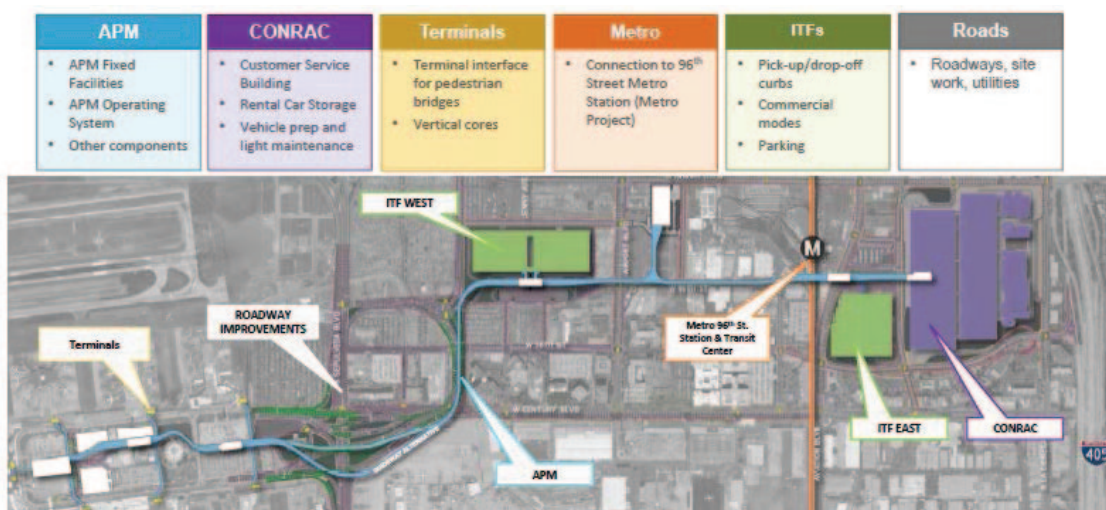 APM
• APM Fixed
Facilities
• APM Operating
System
• Other components
CONRAC
• Customer Service
Building
• Rental Car Storage
• Vehicle prep and
light maintenance
Terminals
• Terminal interface
for pedestrian
bridges
• Vertical cores
Metro
• Connection to 96th
Street Metro
Station (Metro
Project)
ITFs
• Pick-up/drop-off
curbs
• Commercial
modes
• Parking
Roads
• Roadways, site
work, utilities
ITF WEST
M
ROADWAY
IMPROVEMENTS
Terminals
Metro 96th St.
Station & Transit
Center
W CENTURY BLVD
ITF EAST
CONRAC
APM
405